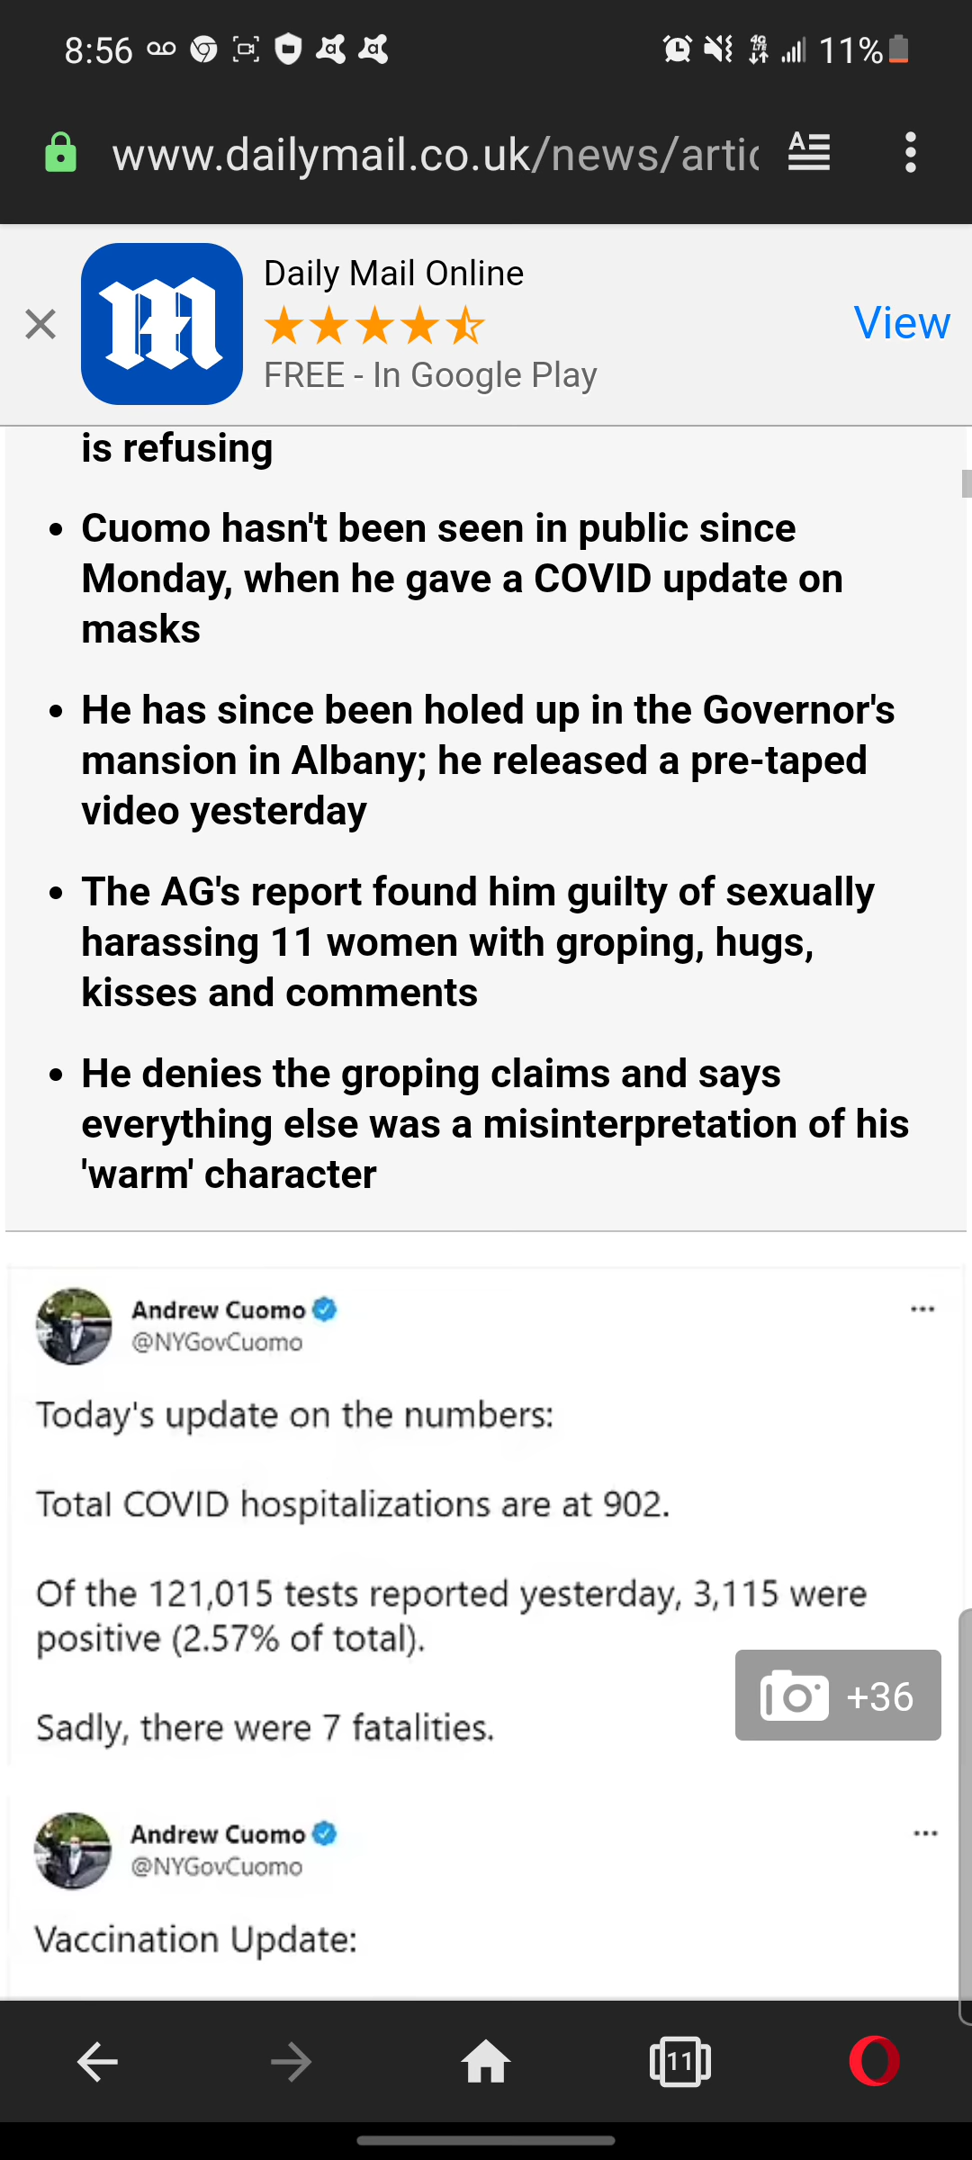 8:56
4G LTE 11%
www.dailymail.co.uk/news/artic
Daily Mail Online
FREE - In Google Play
View
is refusing
• Cuomo hasn't been seen in public since
Monday, when he gave a COVID update on
masks
• He has since been holed up in the Governor's
mansion in Albany; he released a pre-taped
video yesterday
• The AG's report found him guilty of sexually
harassing 11 women with groping, hugs,
kisses and comments
• He denies the groping claims and says
everything else was a misinterpretation of his
'warm' character
Andrew Cuomo
@NYGovCuomo
Today's update on the numbers:
Total COVID hospitalizations are at 902.
Of the 121,015 tests reported yesterday, 3,115 were
positive (2.57% of total).
+36
Sadly, there were 7 fatalities.
Andrew Cuomo
@NYGovCuomo
Vaccination Update:
11